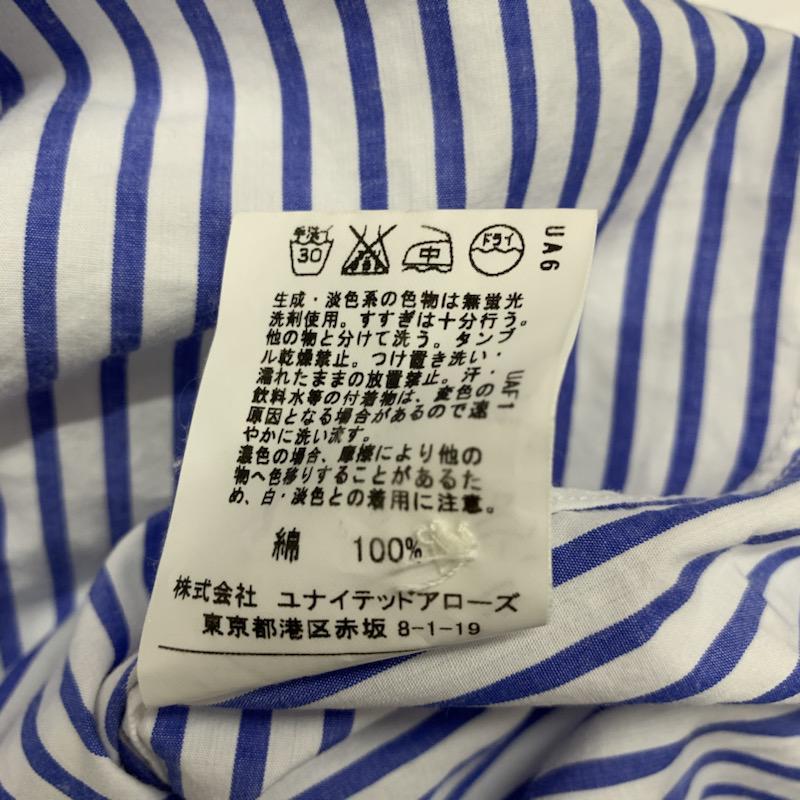 手洗イ
30
中
ドライ
UA6
生成・淡色系の色物は無蛍光
洗剤使用。すすぎは十分行う。
他の物と分けて洗う。タンブ
ル乾燥禁止。つけ置き洗い・
濡れたままの放置禁止。汗・
飲料水等の付着物は、変色の
原因となる場合があるので速
やかに洗い流す。
濃色の場合、摩擦により他の
物へ色移りすることがあるた
め、白・淡色との着用に注意。
UAF1
綿 100%
株式会社 ユナイテッドアローズ
東京都港区赤坂 8-1-19